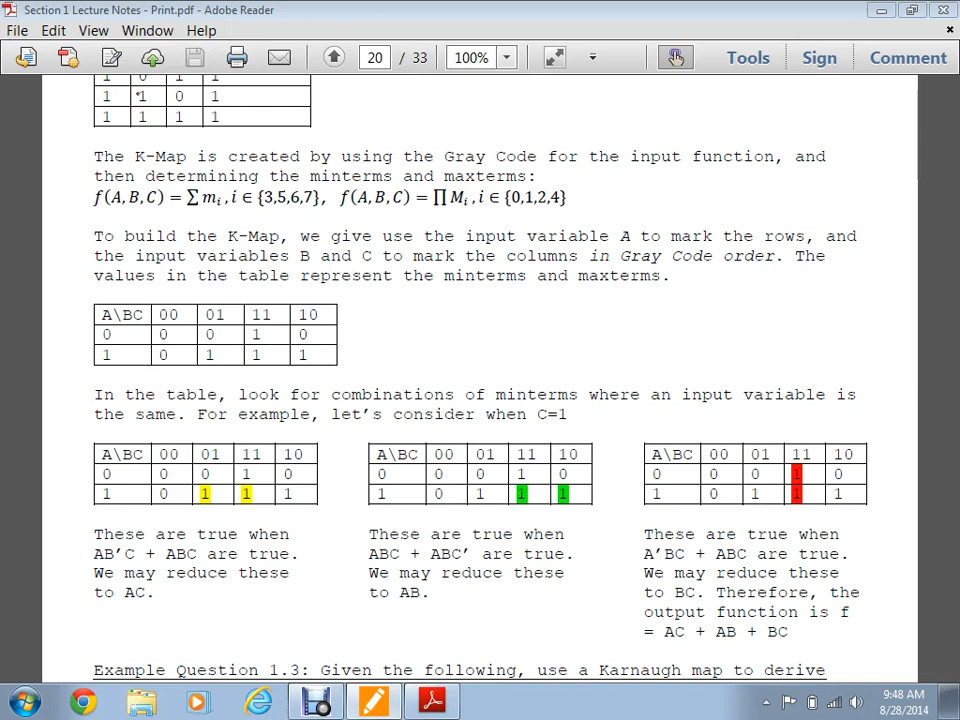 Section 1 Lecture Notes - Print.pdf - Adobe Reader
File Edit View Window Help
20 / 33 100% Tools Sign Comment
1 0 1 1
1 1 0 1
1 1 1 1
The K-Map is created by using the Gray Code for the input function, and
then determining the minterms and maxterms:
f(A,B,C) = ∑ mᵢ , i ∈ {3,5,6,7}, f(A,B,C) = ∏ Mᵢ , i ∈ {0,1,2,4}
To build the K-Map, we give use the input variable A to mark the rows, and
the input variables B and C to mark the columns in Gray Code order. The
values in the table represent the minterms and maxterms.
A\BC 00 01 11 10
0 0 0 1 0
1 0 1 1 1
In the table, look for combinations of minterms where an input variable is
the same. For example, let's consider when C=1
A\BC 00 01 11 10
0 0 0 1 0
1 0 1 1 1
These are true when
AB'C + ABC are true.
We may reduce these
to AC.
A\BC 00 01 11 10
0 0 0 1 0
1 0 1 1 1
These are true when
ABC + ABC' are true.
We may reduce these
to AB.
A\BC 00 01 11 10
0 0 0 1 0
1 0 1 1 1
These are true when
A'BC + ABC are true.
We may reduce these
to BC. Therefore, the
output function is f
= AC + AB + BC
Example Question 1.3: Given the following, use a Karnaugh map to derive
9:48 AM
8/28/2014